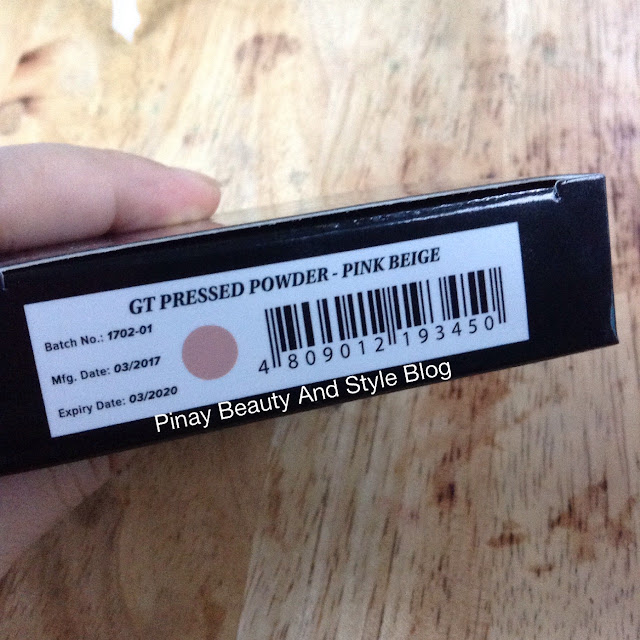 GT PRESSED POWDER - PINK BEIGE
Batch No.: 1702-01
Mfg. Date: 03/2017
Expiry Date: 03/2020
4 809012 193450
Pinay Beauty And Style Blog